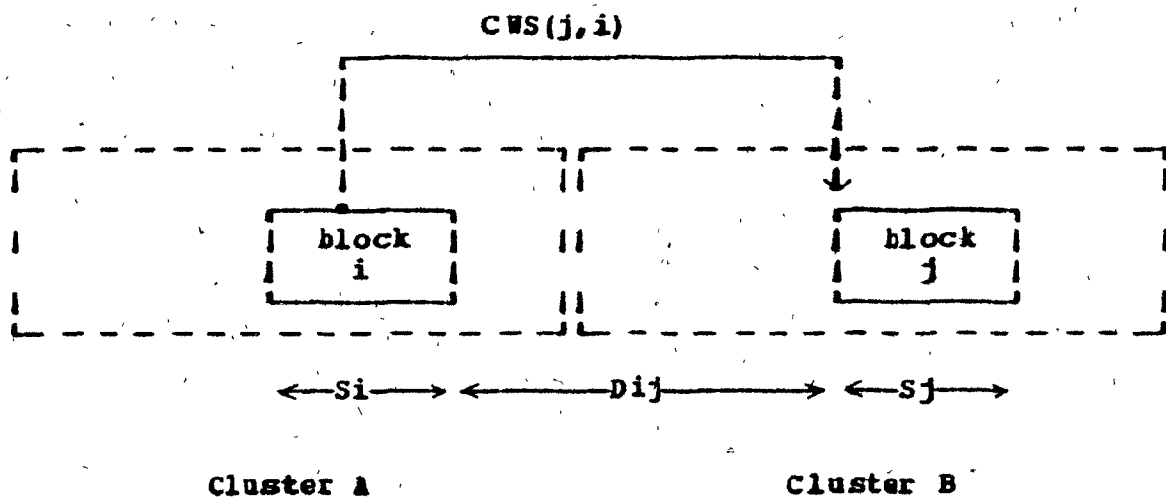 CWS(j,i)
block block
i j
Si Dij Sj
Cluster A Cluster B